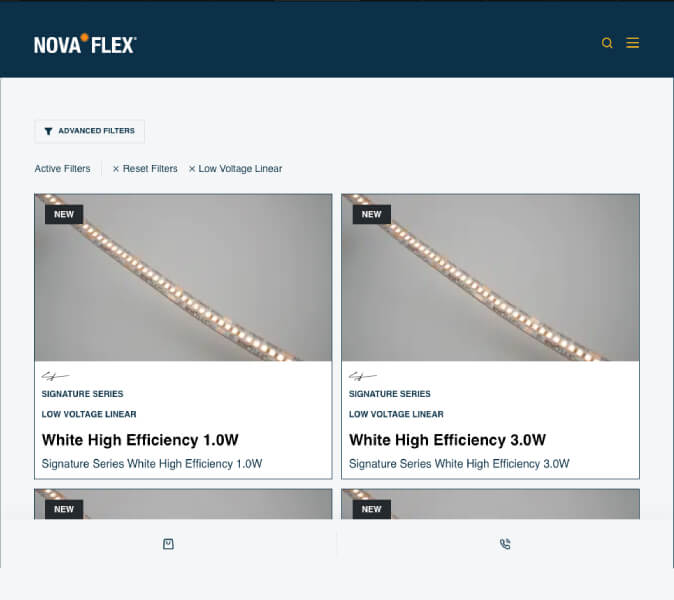 NOVA FLEX
ADVANCED FILTERS
Active Filters × Reset Filters × Low Voltage Linear
NEW
SIGNATURE SERIES
LOW VOLTAGE LINEAR
White High Efficiency 1.0W
Signature Series White High Efficiency 1.0W
NEW
SIGNATURE SERIES
LOW VOLTAGE LINEAR
White High Efficiency 3.0W
Signature Series White High Efficiency 3.0W
NEW
NEW